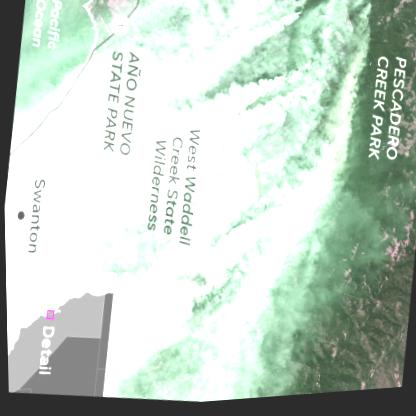 Pacific
Ocean
AÑO NUEVO
STATE PARK
PESCADERO
CREEK PARK
West Waddell
Creek State
Wilderness
Swanton
Detail